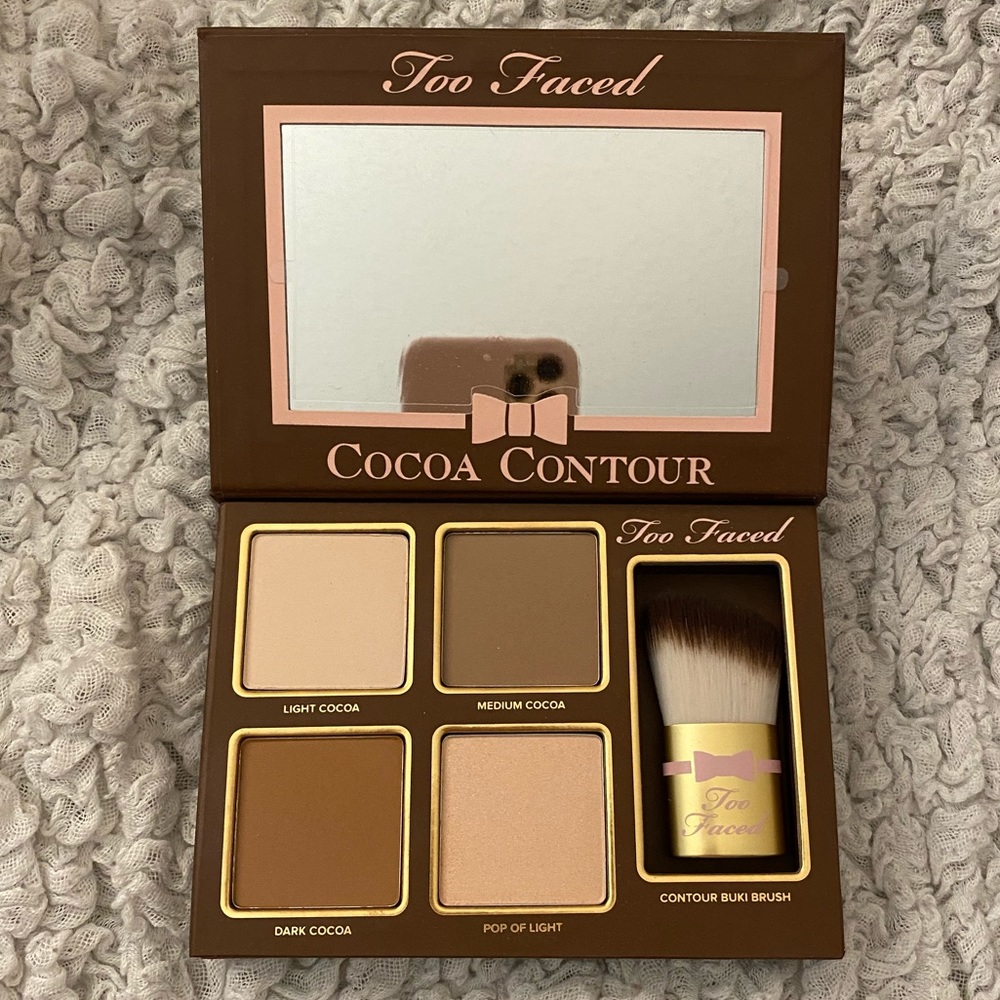 Too Faced
COCOA CONTOUR
Too Faced
LIGHT COCOA
MEDIUM COCOA
Too
Faced
DARK COCOA
POP OF LIGHT
CONTOUR BUKI BRUSH